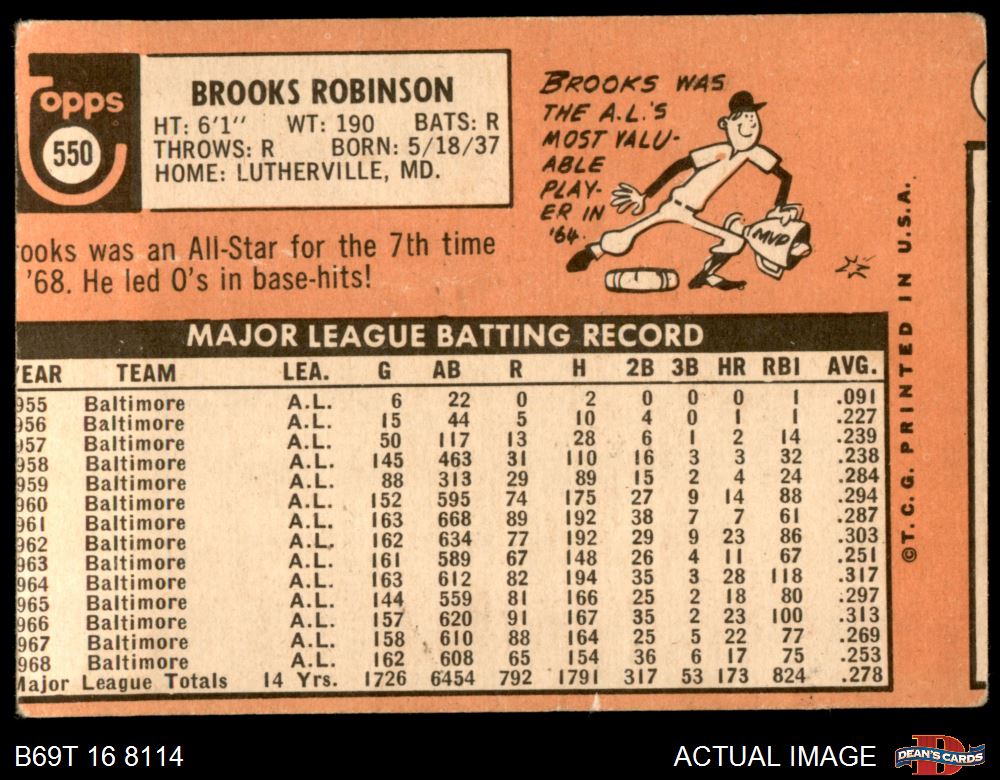 Topps
550
BROOKS ROBINSON
HT: 6'1" WT: 190 BATS: R
THROWS: R BORN: 5/18/37
HOME: LUTHERVILLE, MD.
BROOKS WAS
THE A.L.'S
MOST VALU-
ABLE
PLAY-
ER IN
'64.
MVP
rooks was an All-Star for the 7th time
'68. He led O's in base-hits!
MAJOR LEAGUE BATTING RECORD
YEAR TEAM LEA. G AB R H 2B 3B HR RBI AVG.
955 Baltimore A.L. 6 22 0 2 0 0 0 1 .091
956 Baltimore A.L. 15 44 5 10 4 0 1 1 .227
957 Baltimore A.L. 50 117 13 28 6 1 2 14 .239
958 Baltimore A.L. 145 463 31 110 16 3 3 32 .238
959 Baltimore A.L. 88 313 29 89 15 2 4 24 .284
960 Baltimore A.L. 152 595 74 175 27 9 14 88 .294
961 Baltimore A.L. 163 668 89 192 38 7 7 61 .287
962 Baltimore A.L. 162 634 77 192 29 9 23 86 .303
963 Baltimore A.L. 161 589 67 148 26 4 11 67 .251
964 Baltimore A.L. 163 612 82 194 35 3 28 118 .317
965 Baltimore A.L. 144 559 81 166 25 2 18 80 .297
966 Baltimore A.L. 157 620 91 167 35 2 23 100 .313
967 Baltimore A.L. 158 610 88 164 25 5 22 77 .269
968 Baltimore A.L. 162 608 65 154 36 6 17 75 .253
Major League Totals 14 Yrs. 1726 6454 792 1791 317 53 173 824 .278
©T.C.G. PRINTED IN U.S.A.
B69T 16 8114
ACTUAL IMAGE
DEAN'S CARDS